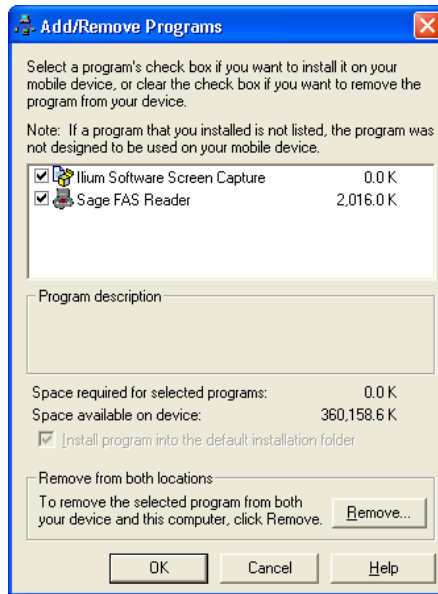 Add/Remove Programs
Select a program's check box if you want to install it on your
mobile device, or clear the check box if you want to remove the
program from your device.
Note: If a program that you installed is not listed, the program was
not designed to be used on your mobile device.
Ilium Software Screen Capture 0.0 K
Sage FAS Reader 2,016.0 K
Program description
Space required for selected programs: 0.0 K
Space available on device: 360,158.6 K
Install program into the default installation folder
Remove from both locations
To remove the selected program from both
your device and this computer, click Remove.
Remove...
OK Cancel Help